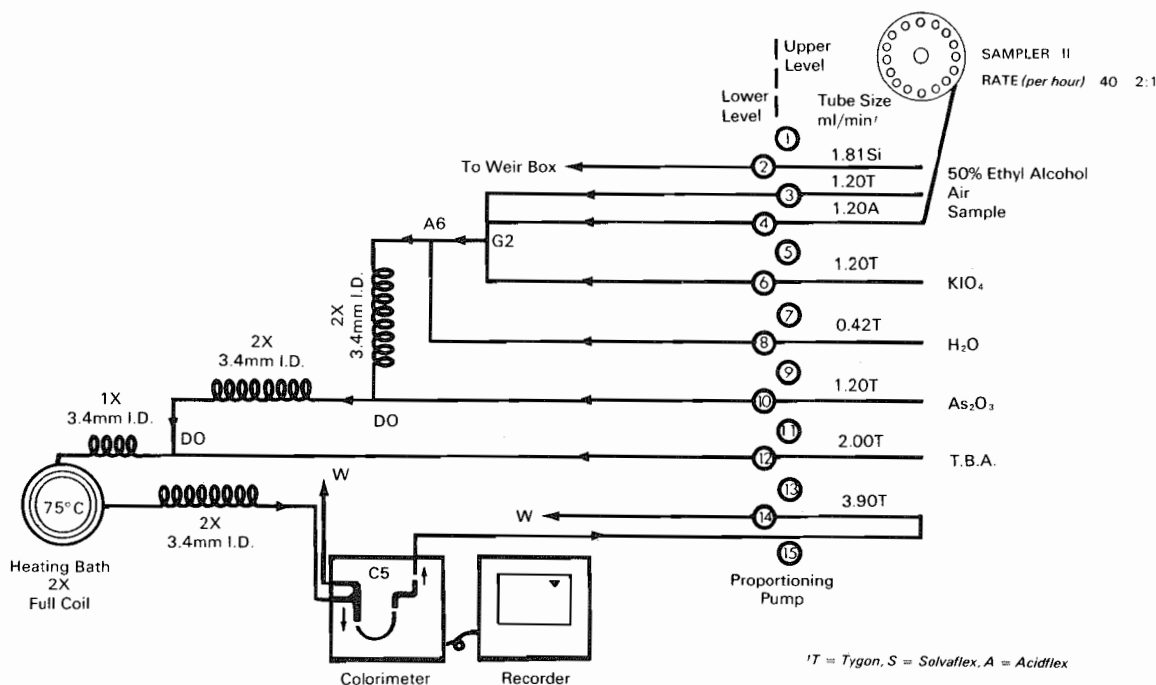 Upper
Level
SAMPLER II
RATE (per hour) 40 2:1
Lower
Level
Tube Size
ml/min†
1
To Weir Box
2
1.81Si
50% Ethyl Alcohol
3
1.20T
Air
4
1.20A
Sample
A6
G2
5
2X
3.4mm I.D.
6
1.20T
KIO₄
7
8
0.42T
H₂O
2X
3.4mm I.D.
9
10
1.20T
As₂O₃
DO
1X
3.4mm I.D.
DO
11
12
2.00T
T.B.A.
75°C
W
13
2X
3.4mm I.D.
W
14
3.90T
15
Heating Bath
2X
Full Coil
C5
Proportioning
Pump
Colorimeter
Recorder
†T = Tygon, S = Solvaflex, A = Acidflex